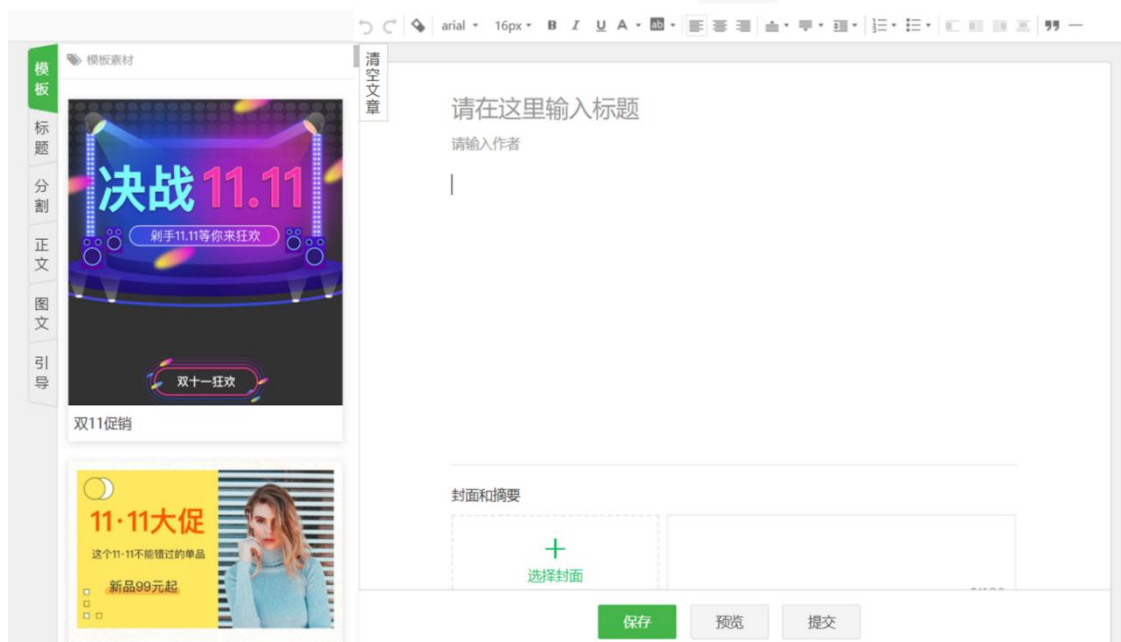 arial 16px B I U A ab
模板
标题
分割
正文
图文
引导
模板素材
决战 11.11
剁手11.11等你来狂欢
双十一狂欢
双11促销
11·11大促
这个11·11不能错过的单品
新品99元起
清空文章
请在这里输入标题
请输入作者
封面和摘要
选择封面
保存
预览
提交